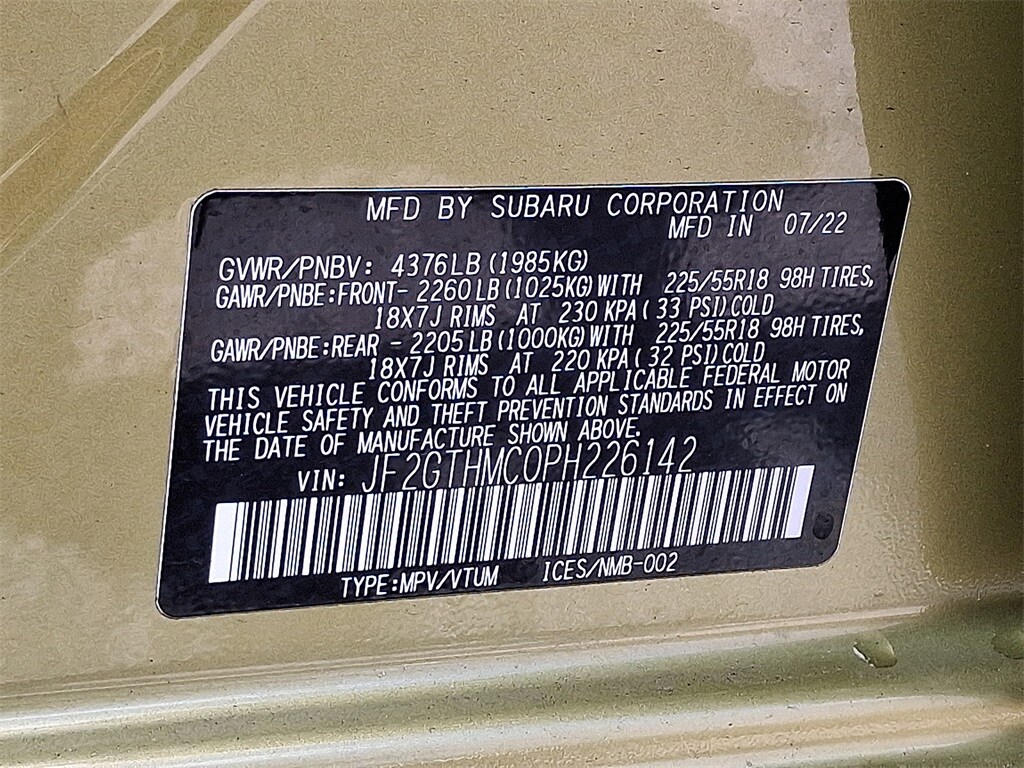 MFD BY SUBARU CORPORATION
MFD IN 07/22
GVWR/PNBV: 4376LB (1985KG)
GAWR/PNBE:FRONT- 2260 LB (1025KG) WITH 225/55R18 98H TIRES,
18X7J RIMS AT 230 KPA ( 33 PSI) COLD
GAWR/PNBE:REAR - 2205 LB (1000KG) WITH 225/55R18 98H TIRES,
18X7J RIMS AT 220 KPA ( 32 PSI) COLD
THIS VEHICLE CONFORMS TO ALL APPLICABLE FEDERAL MOTOR
VEHICLE SAFETY AND THEFT PREVENTION STANDARDS IN EFFECT ON
THE DATE OF MANUFACTURE SHOWN ABOVE.
VIN: JF2GTHMC0PH226142
TYPE:MPV/VTUM ICES/NMB-002